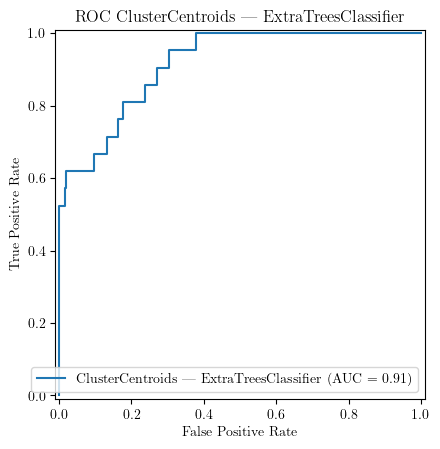 ROC ClusterCentroids — ExtraTreesClassifier
1.0
0.8
0.6
0.4
0.2
0.0
True Positive Rate
ClusterCentroids — ExtraTreesClassifier (AUC = 0.91)
0.0 0.2 0.4 0.6 0.8 1.0
False Positive Rate